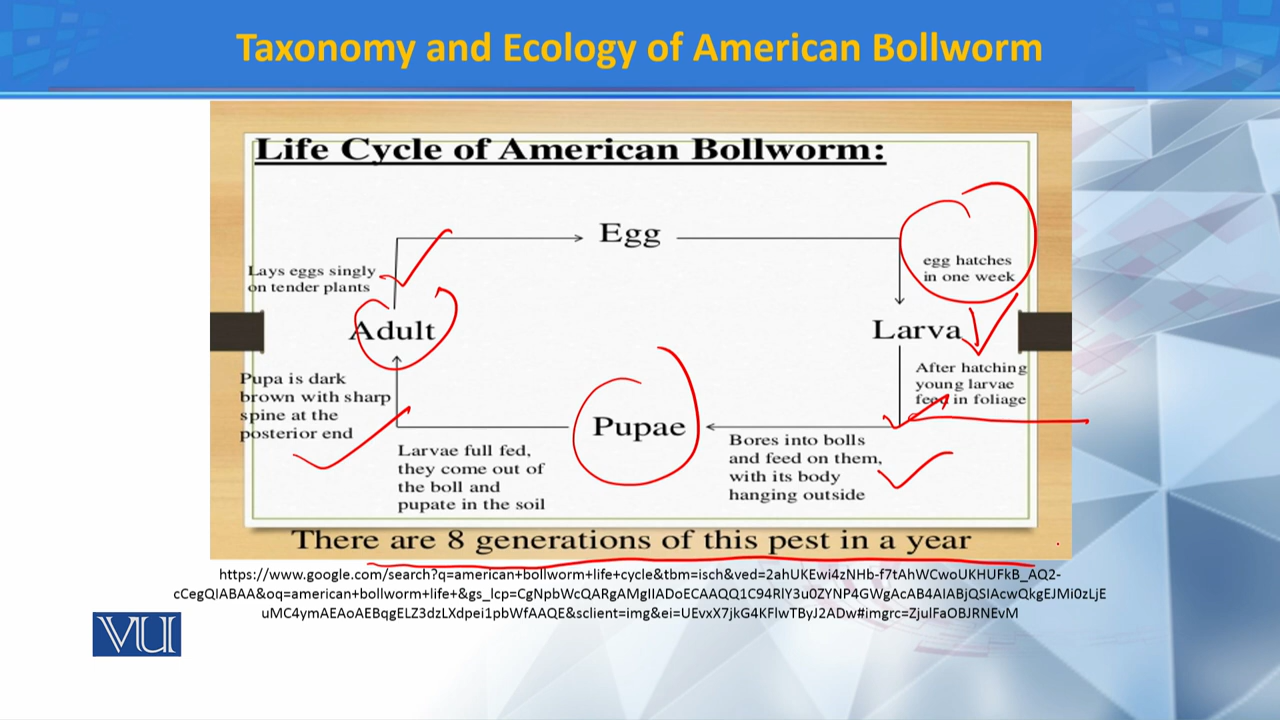 Taxonomy and Ecology of American Bollworm
Life Cycle of American Bollworm:
Egg
egg hatches
in one week
Lays eggs singly
on tender plants
Adult
Larva
After hatching
young larvae
feed in foliage
Pupa is dark
brown with sharp
spine at the
posterior end
Pupae
Bores into bolls
and feed on them,
with its body
hanging outside
Larvae full fed,
they come out of
the boll and
pupate in the soil
There are 8 generations of this pest in a year
https://www.google.com/search?q=american+bollworm+life+cycle&tbm=isch&ved=2ahUKEwi4zNHb-f7tAhWCwoUKHUFkB_AQ2-
cCegQIABAA&oq=american+bollworm+life+&gs_lcp=CgNpbWcQARgAMgIIADoECAAQQ1C94RlY3u0ZYNP4GWgAcAB4AIABjQSIAcwQkgEJMi0zLjE
uMC4ymAEAoAEBqgELZ3dzLXdpei1pbWfAAQE&sclient=img&ei=UEvxX7jkG4KFlwTByJ2ADw#imgrc=ZjulFaOBJRNEvM
VU